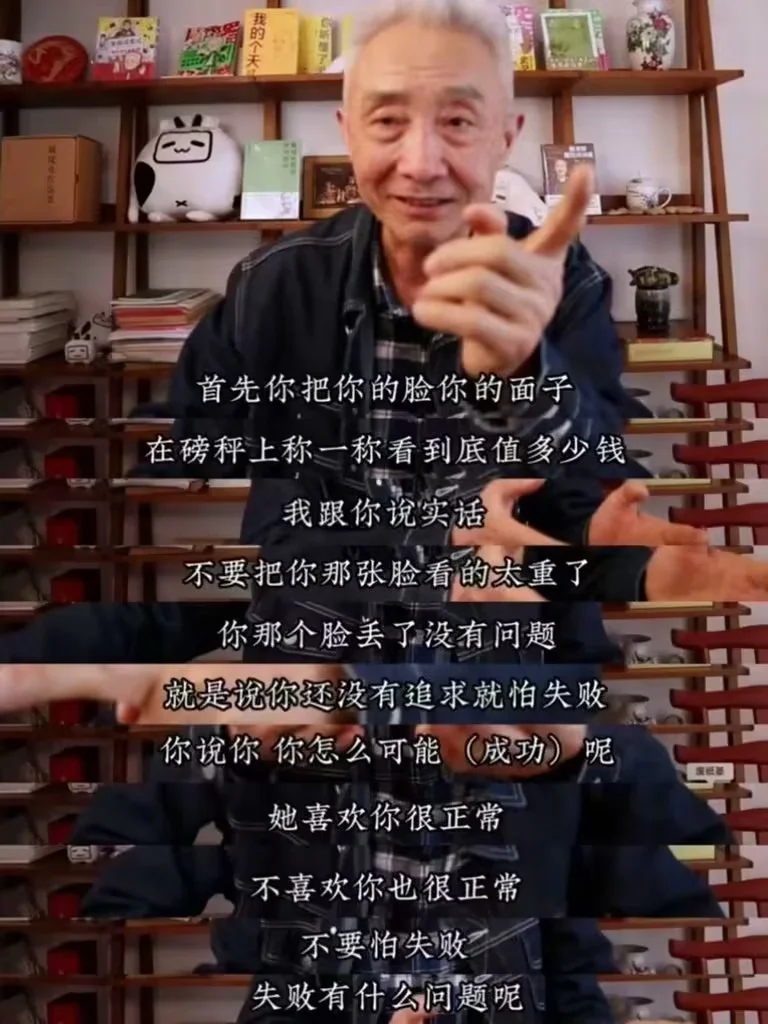 我的个天
你听懂了
首先你把你的脸你的面子
在磅秤上称一称看到底值多少钱
我跟你说实话
不要把你那张脸看的太重了
你那个脸丢了没有问题
就是说你还没有追求就怕失败
你说你 你怎么可能（成功）呢
她喜欢你很正常
不喜欢你也很正常
不要怕失败
失败有什么问题呢